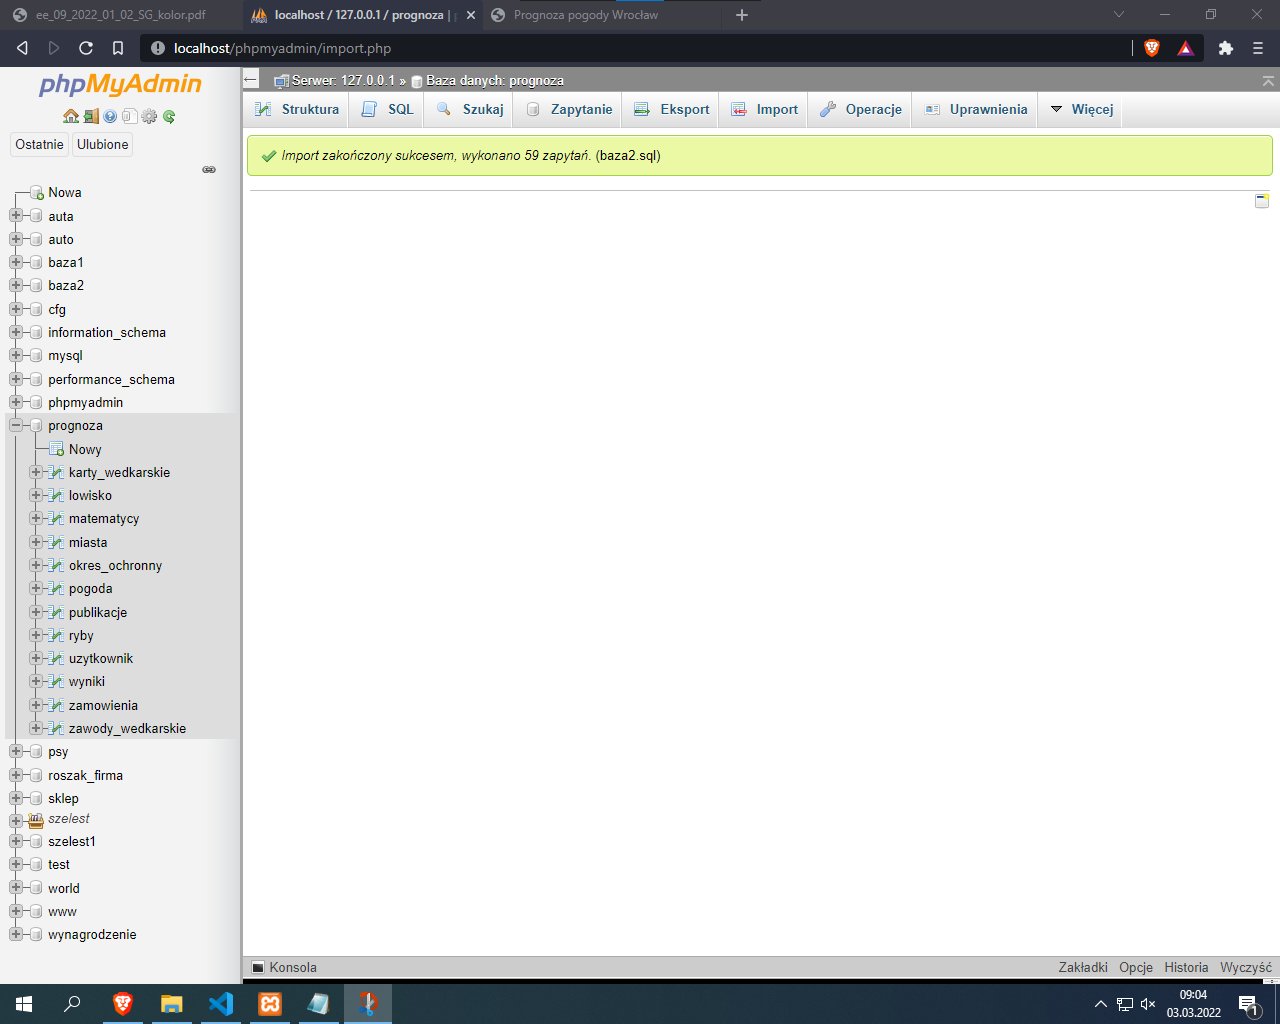 ee_09_2022_01_02_SG_kolor.pdf
localhost / 127.0.0.1 / prognoza |
Prognoza pogody Wrocław
localhost/phpmyadmin/import.php
phpMyAdmin
Ostatnie
Ulubione
Nowa
auta
auto
baza1
baza2
cfg
information_schema
mysql
performance_schema
phpmyadmin
prognoza
Nowy
karty_wedkarskie
lowisko
matematycy
miasta
okres_ochronny
pogoda
publikacje
ryby
uzytkownik
wyniki
zamowienia
zawody_wedkarskie
psy
roszak_firma
sklep
szelest
szelest1
test
world
www
wynagrodzenie
Serwer: 127.0.0.1 » Baza danych: prognoza
Struktura
SQL
Szukaj
Zapytanie
Eksport
Import
Operacje
Uprawnienia
Więcej
Import zakończony sukcesem, wykonano 59 zapytań. (baza2.sql)
Konsola
Zakładki
Opcje
Historia
Wyczyść
09:04
03.03.2022
1